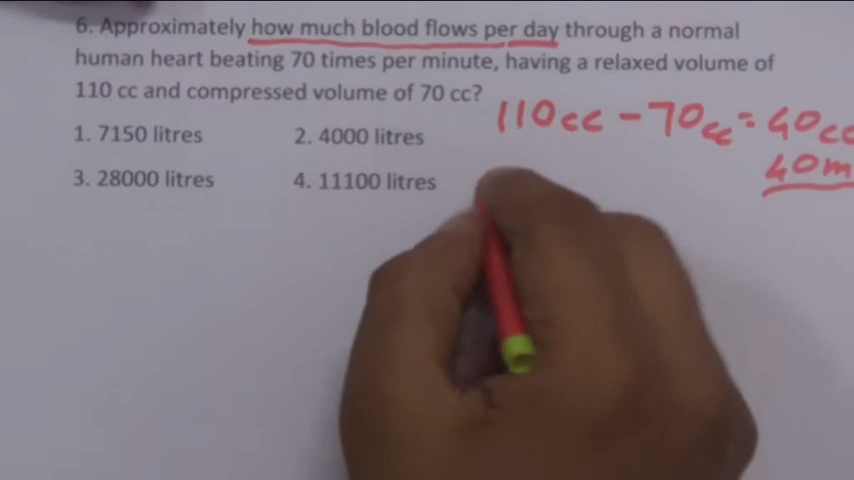 6. Approximately how much blood flows per day through a normal
human heart beating 70 times per minute, having a relaxed volume of
110 cc and compressed volume of 70 cc?
110cc - 70cc = 40cc
40m
1. 7150 litres 2. 4000 litres
3. 28000 litres 4. 11100 litres